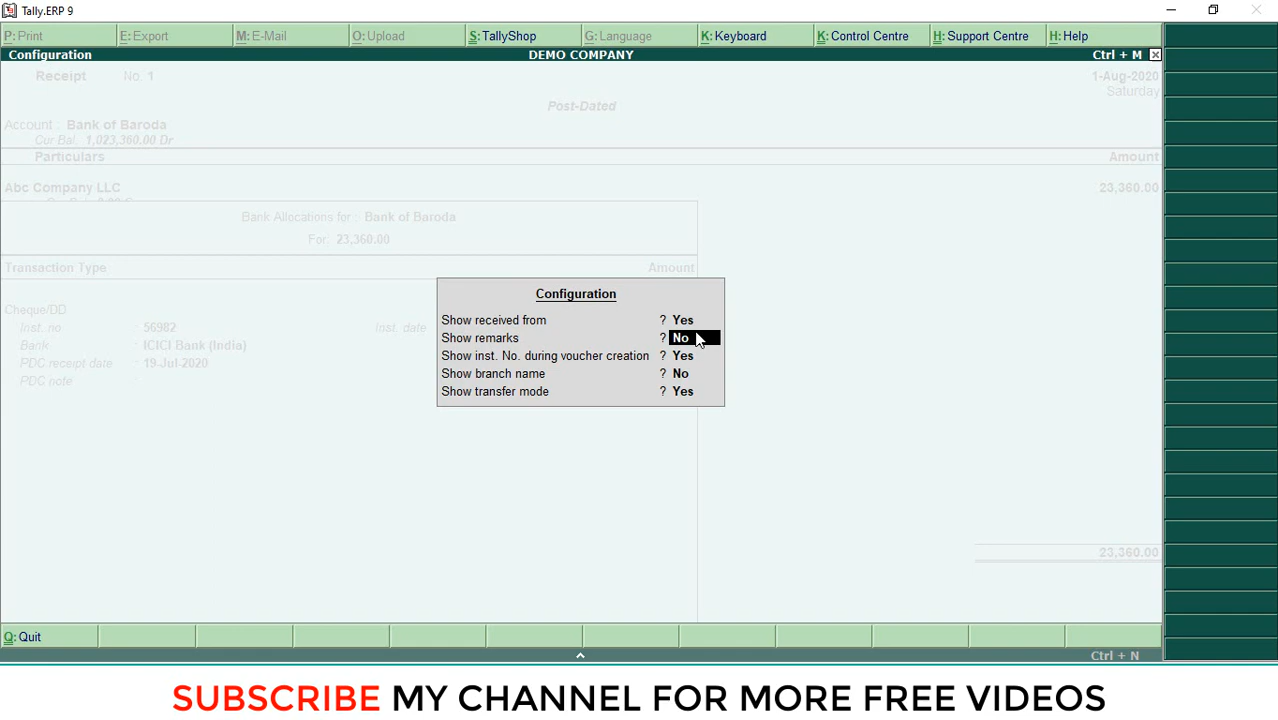 Tally.ERP 9
P: Print E: Export M: E-Mail O: Upload S: TallyShop G: Language K: Keyboard K: Control Centre H: Support Centre H: Help
Configuration DEMO COMPANY Ctrl + M
Receipt No. 1 1-Aug-2020
Saturday
Post-Dated
Account : Bank of Baroda
Cur Bal. 1,023,360.00 Dr
Particulars Amount
Abc Company LLC 23,360.00
Bank Allocations for : Bank of Baroda
For: 23,360.00
Transaction Type Amount
Cheque/DD
Inst. no : 56982 Inst. date
Bank : ICICI Bank (India)
PDC receipt date : 19-Jul-2020
PDC note :
Configuration
Show received from ? Yes
Show remarks ? No
Show inst. No. during voucher creation ? Yes
Show branch name ? No
Show transfer mode ? Yes
23,360.00
Q: Quit
Ctrl + N
SUBSCRIBE MY CHANNEL FOR MORE FREE VIDEOS